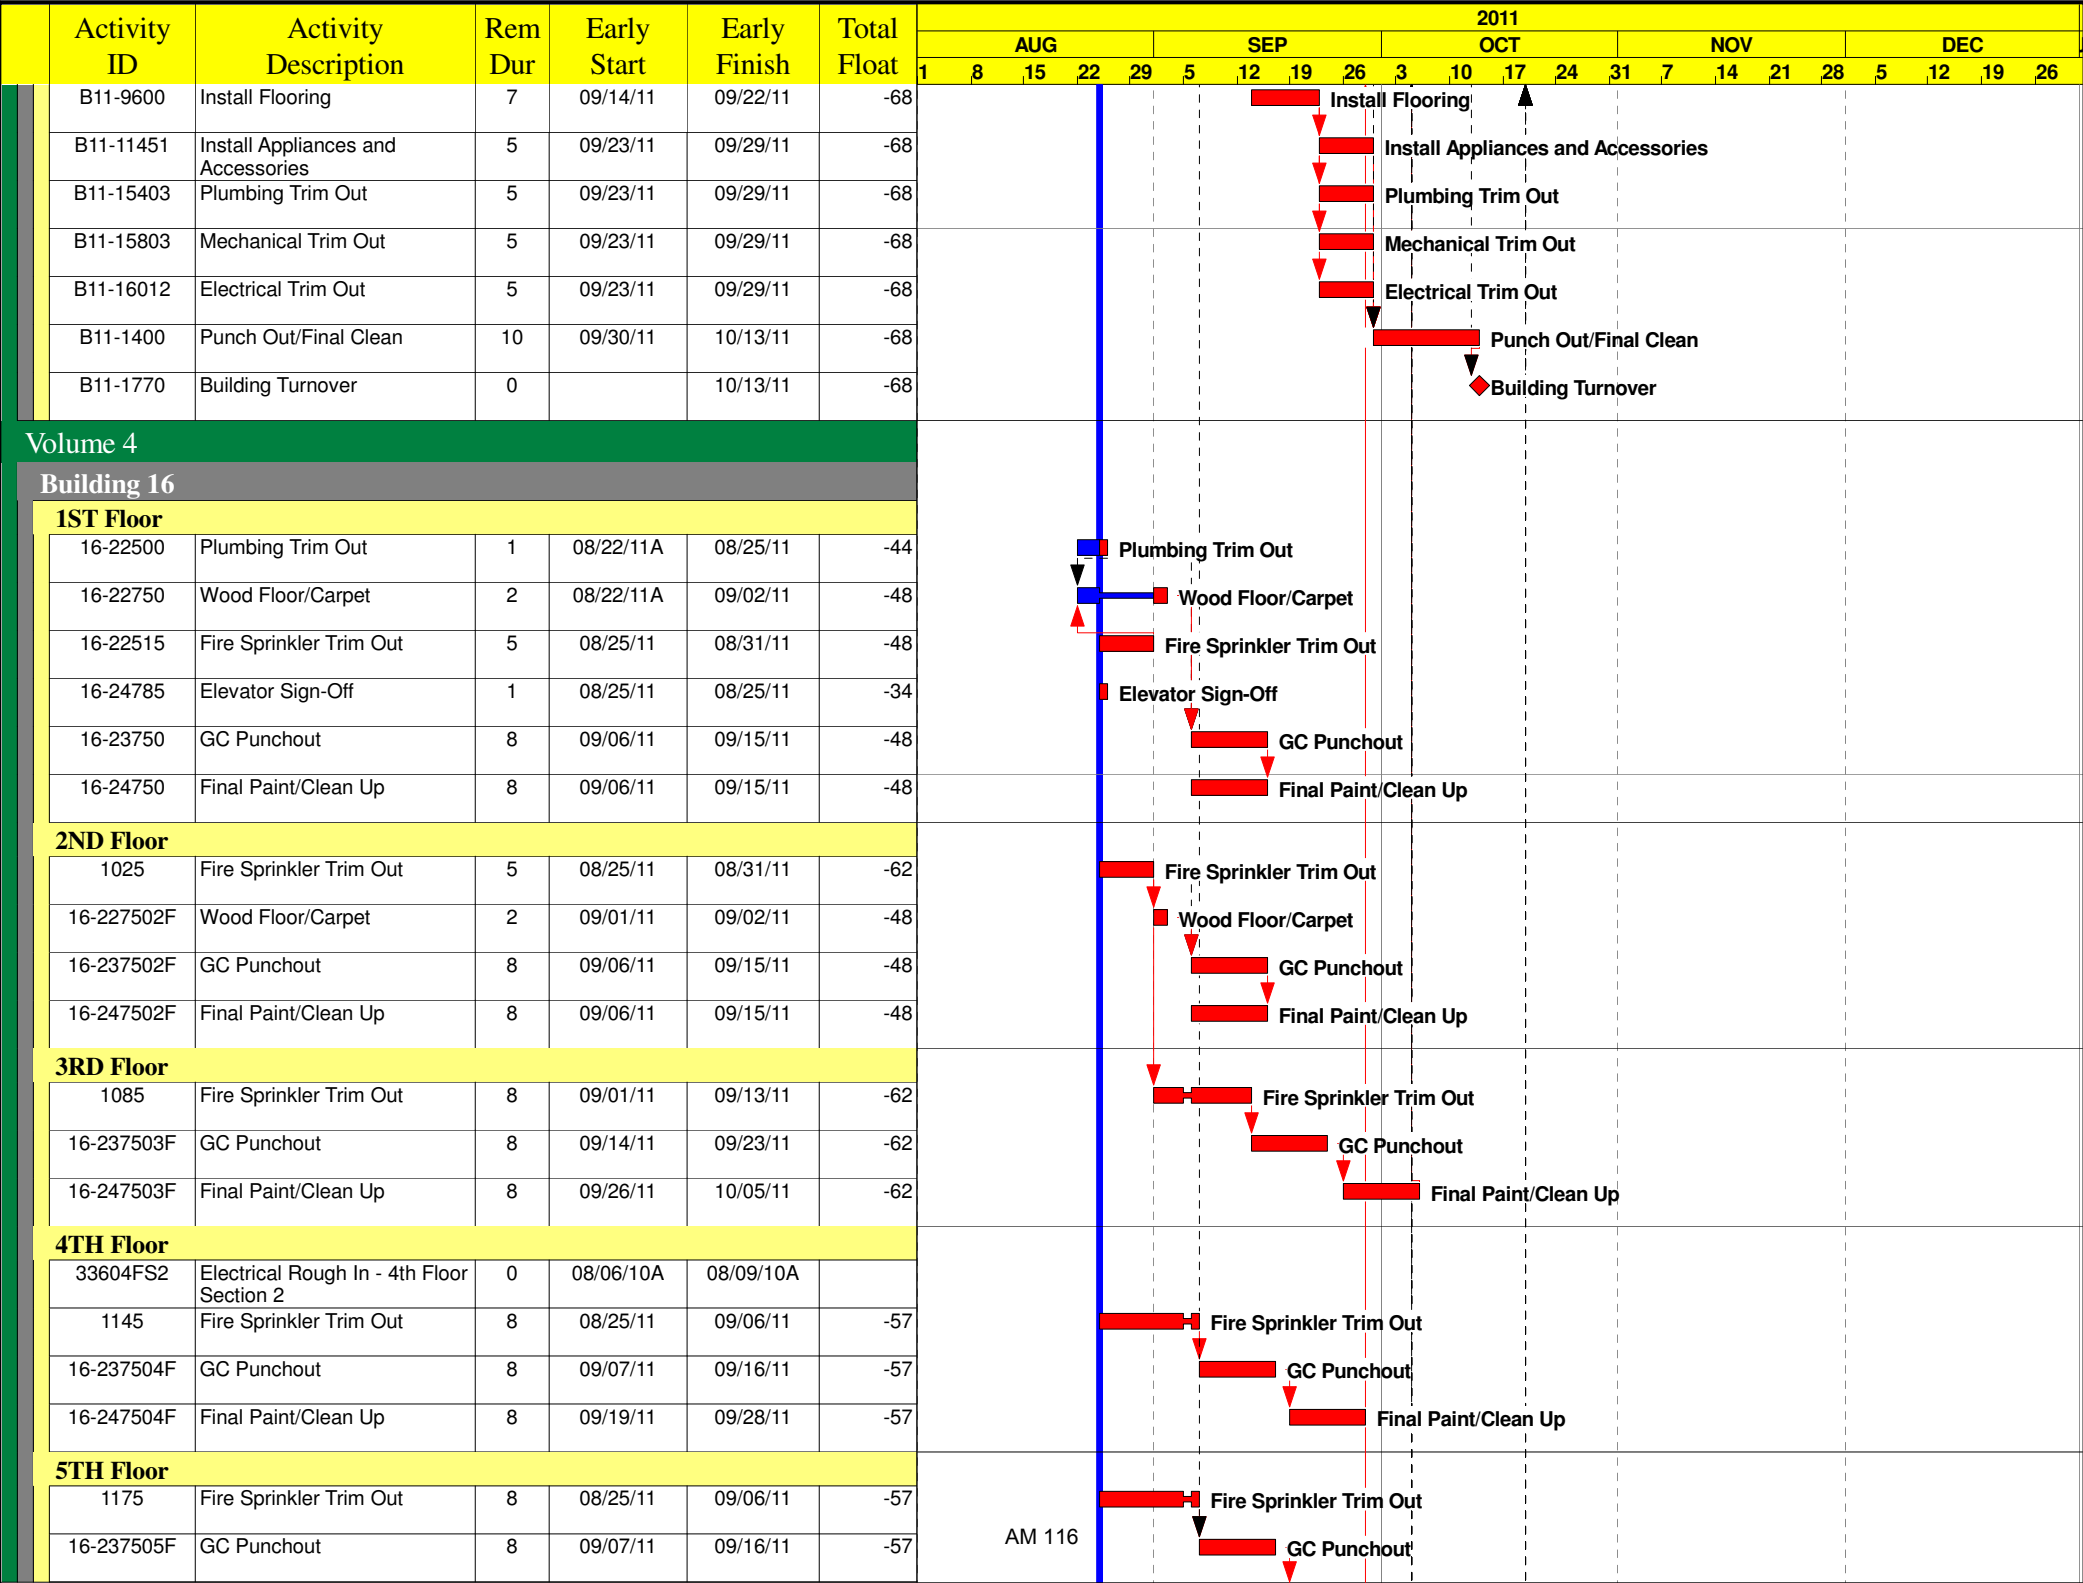 Activity ID Activity Description Rem Dur Early Start Early Finish Total Float
2011
AUG SEP OCT NOV DEC
1 8 15 22 29 5 12 19 26 3 10 17 24 31 7 14 21 28 5 12 19 26
B11-9600 Install Flooring 7 09/14/11 09/22/11 -68 Install Flooring
B11-11451 Install Appliances and Accessories 5 09/23/11 09/29/11 -68 Install Appliances and Accessories
B11-15403 Plumbing Trim Out 5 09/23/11 09/29/11 -68 Plumbing Trim Out
B11-15803 Mechanical Trim Out 5 09/23/11 09/29/11 -68 Mechanical Trim Out
B11-16012 Electrical Trim Out 5 09/23/11 09/29/11 -68 Electrical Trim Out
B11-1400 Punch Out/Final Clean 10 09/30/11 10/13/11 -68 Punch Out/Final Clean
B11-1770 Building Turnover 0 10/13/11 -68 Building Turnover
Volume 4
Building 16
1ST Floor
16-22500 Plumbing Trim Out 1 08/22/11A 08/25/11 -44 Plumbing Trim Out
16-22750 Wood Floor/Carpet 2 08/22/11A 09/02/11 -48 Wood Floor/Carpet
16-22515 Fire Sprinkler Trim Out 5 08/25/11 08/31/11 -48 Fire Sprinkler Trim Out
16-24785 Elevator Sign-Off 1 08/25/11 08/25/11 -34 Elevator Sign-Off
16-23750 GC Punchout 8 09/06/11 09/15/11 -48 GC Punchout
16-24750 Final Paint/Clean Up 8 09/06/11 09/15/11 -48 Final Paint/Clean Up
2ND Floor
1025 Fire Sprinkler Trim Out 5 08/25/11 08/31/11 -62 Fire Sprinkler Trim Out
16-227502F Wood Floor/Carpet 2 09/01/11 09/02/11 -48 Wood Floor/Carpet
16-237502F GC Punchout 8 09/06/11 09/15/11 -48 GC Punchout
16-247502F Final Paint/Clean Up 8 09/06/11 09/15/11 -48 Final Paint/Clean Up
3RD Floor
1085 Fire Sprinkler Trim Out 8 09/01/11 09/13/11 -62 Fire Sprinkler Trim Out
16-237503F GC Punchout 8 09/14/11 09/23/11 -62 GC Punchout
16-247503F Final Paint/Clean Up 8 09/26/11 10/05/11 -62 Final Paint/Clean Up
4TH Floor
33604FS2 Electrical Rough In - 4th Floor Section 2 0 08/06/10A 08/09/10A
1145 Fire Sprinkler Trim Out 8 08/25/11 09/06/11 -57 Fire Sprinkler Trim Out
16-237504F GC Punchout 8 09/07/11 09/16/11 -57 GC Punchout
16-247504F Final Paint/Clean Up 8 09/19/11 09/28/11 -57 Final Paint/Clean Up
5TH Floor
1175 Fire Sprinkler Trim Out 8 08/25/11 09/06/11 -57 Fire Sprinkler Trim Out
16-237505F GC Punchout 8 09/07/11 09/16/11 -57 GC Punchout
AM 116